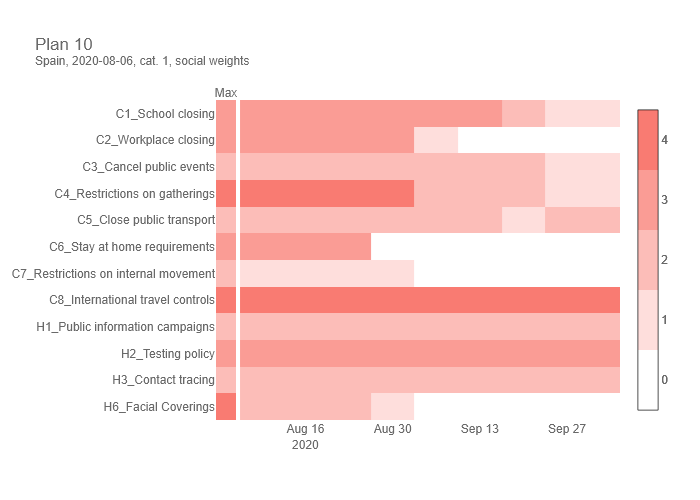 Plan 10
Spain, 2020-08-06, cat. 1, social weights
Max
C1_School closing
C2_Workplace closing
C3_Cancel public events
C4_Restrictions on gatherings
C5_Close public transport
C6_Stay at home requirements
C7_Restrictions on internal movement
C8_International travel controls
H1_Public information campaigns
H2_Testing policy
H3_Contact tracing
H6_Facial Coverings
Aug 16 Aug 30 Sep 13 Sep 27
2020
4
3
2
1
0